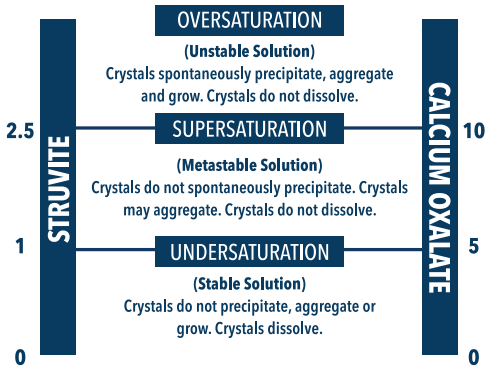 OVERSATURATION
(Unstable Solution)
Crystals spontaneously precipitate, aggregate
and grow. Crystals do not dissolve.
2.5
SUPERSATURATION
10
(Metastable Solution)
Crystals do not spontaneously precipitate. Crystals
may aggregate. Crystals do not dissolve.
STRUVITE
CALCIUM OXALATE
1
UNDERSATURATION
5
(Stable Solution)
Crystals do not precipitate, aggregate or
grow. Crystals dissolve.
0
0